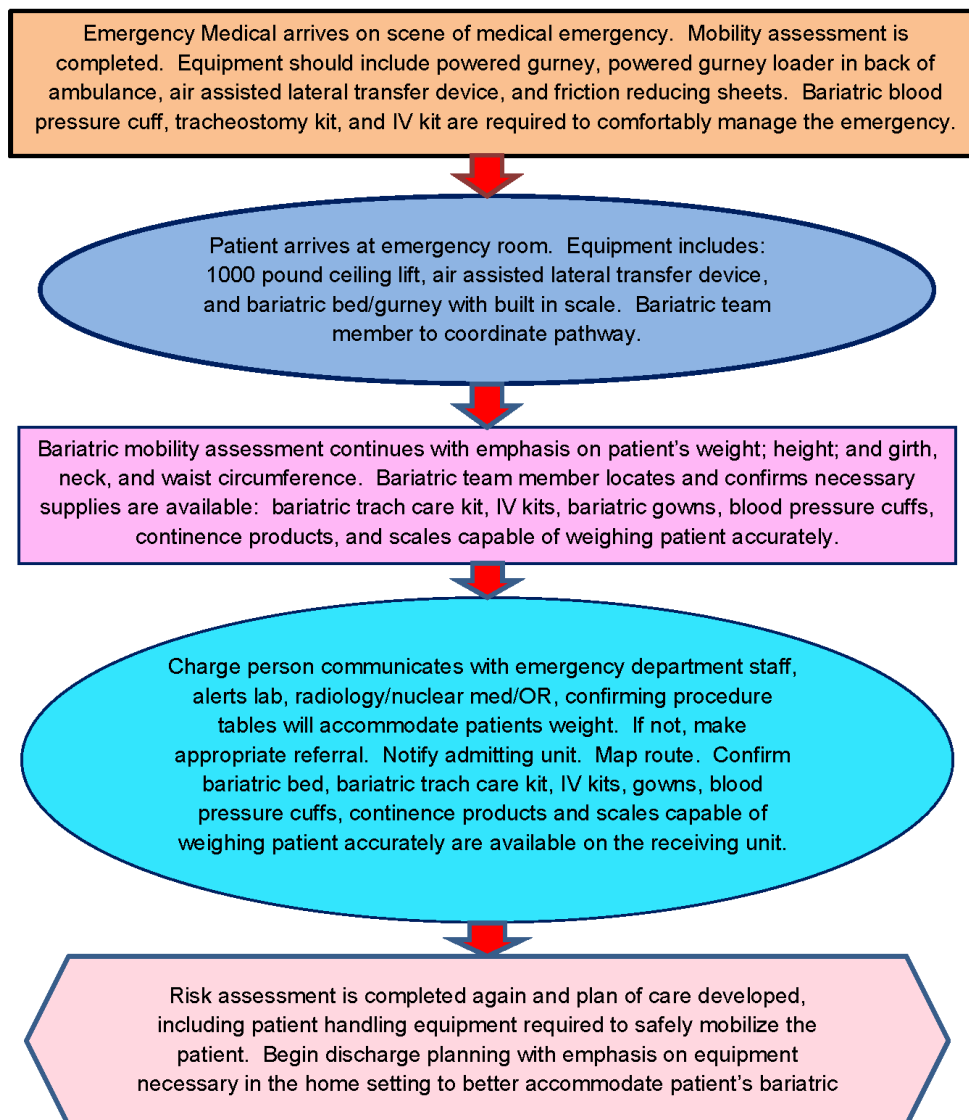 Emergency Medical arrives on scene of medical emergency.  Mobility assessment is
completed.  Equipment should include powered gurney, powered gurney loader in back of
ambulance, air assisted lateral transfer device, and friction reducing sheets.  Bariatric blood
pressure cuff, tracheostomy kit, and IV kit are required to comfortably manage the emergency.
Patient arrives at emergency room.  Equipment includes:
1000 pound ceiling lift, air assisted lateral transfer device,
and bariatric bed/gurney with built in scale.  Bariatric team
member to coordinate pathway.
Bariatric mobility assessment continues with emphasis on patient's weight; height; and girth,
neck, and waist circumference.  Bariatric team member locates and confirms necessary
supplies are available:  bariatric trach care kit, IV kits, bariatric gowns, blood pressure cuffs,
continence products, and scales capable of weighing patient accurately.
Charge person communicates with emergency department staff,
alerts lab, radiology/nuclear med/OR, confirming procedure
tables will accommodate patients weight.  If not, make
appropriate referral.  Notify admitting unit.  Map route.  Confirm
bariatric bed, bariatric trach care kit, IV kits, gowns, blood
pressure cuffs, continence products and scales capable of
weighing patient accurately are available on the receiving unit.
Risk assessment is completed again and plan of care developed,
including patient handling equipment required to safely mobilize the
patient.  Begin discharge planning with emphasis on equipment
necessary in the home setting to better accommodate patient's bariatric